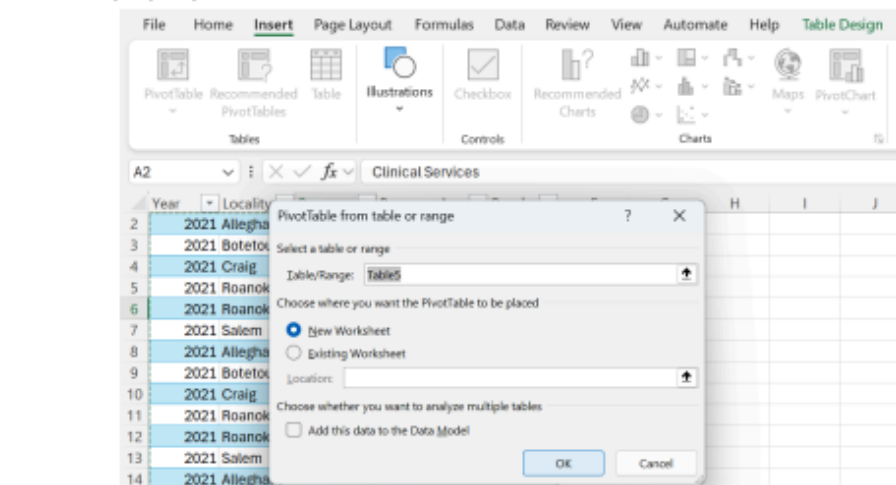 File Home Insert Page Layout Formulas Data Review View Automate Help Table Design
PivotTable Recommended PivotTables Table Illustrations Checkbox Recommended Charts Maps PivotChart
Tables Controls Charts
A2 fx Clinical Services
Year Locality H I J
2 2021 Allegha
3 2021 Botetou
4 2021 Craig
5 2021 Roanok
6 2021 Roanok
7 2021 Salem
8 2021 Allegha
9 2021 Botetou
10 2021 Craig
11 2021 Roanok
12 2021 Roanok
13 2021 Salem
14 2021 Allegha
PivotTable from table or range ?
Select a table or range
Table/Range: Table5
Choose where you want the PivotTable to be placed
New Worksheet
Existing Worksheet
Location:
Choose whether you want to analyze multiple tables
Add this data to the Data Model
OK Cancel